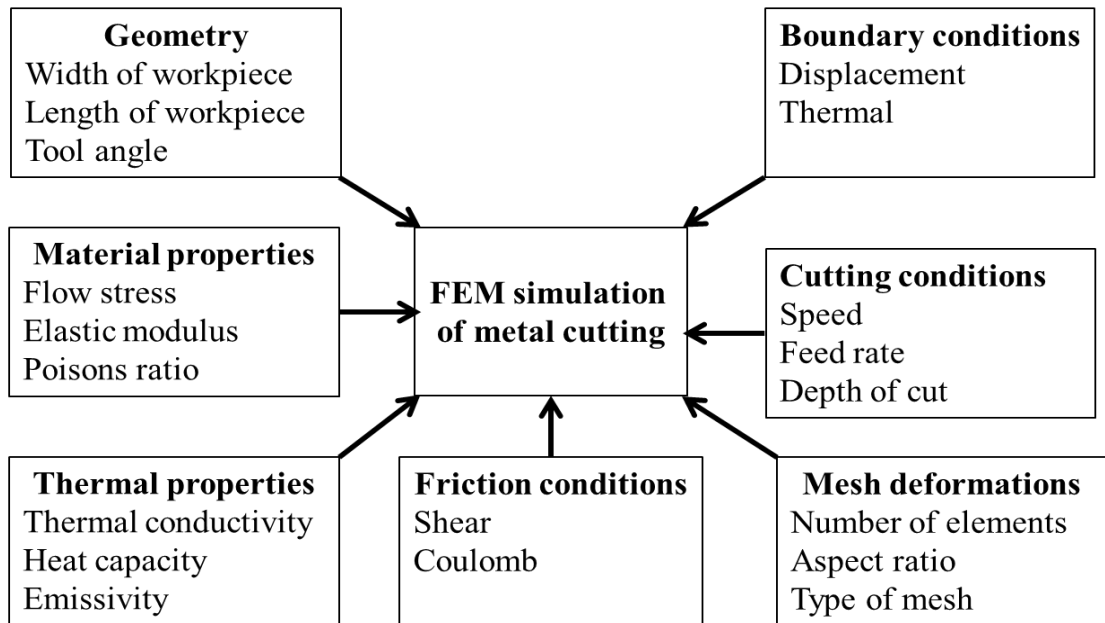 Geometry
Width of workpiece
Length of workpiece
Tool angle
Boundary conditions
Displacement
Thermal
Material properties
Flow stress
Elastic modulus
Poisons ratio
FEM simulation
of metal cutting
Cutting conditions
Speed
Feed rate
Depth of cut
Thermal properties
Thermal conductivity
Heat capacity
Emissivity
Friction conditions
Shear
Coulomb
Mesh deformations
Number of elements
Aspect ratio
Type of mesh